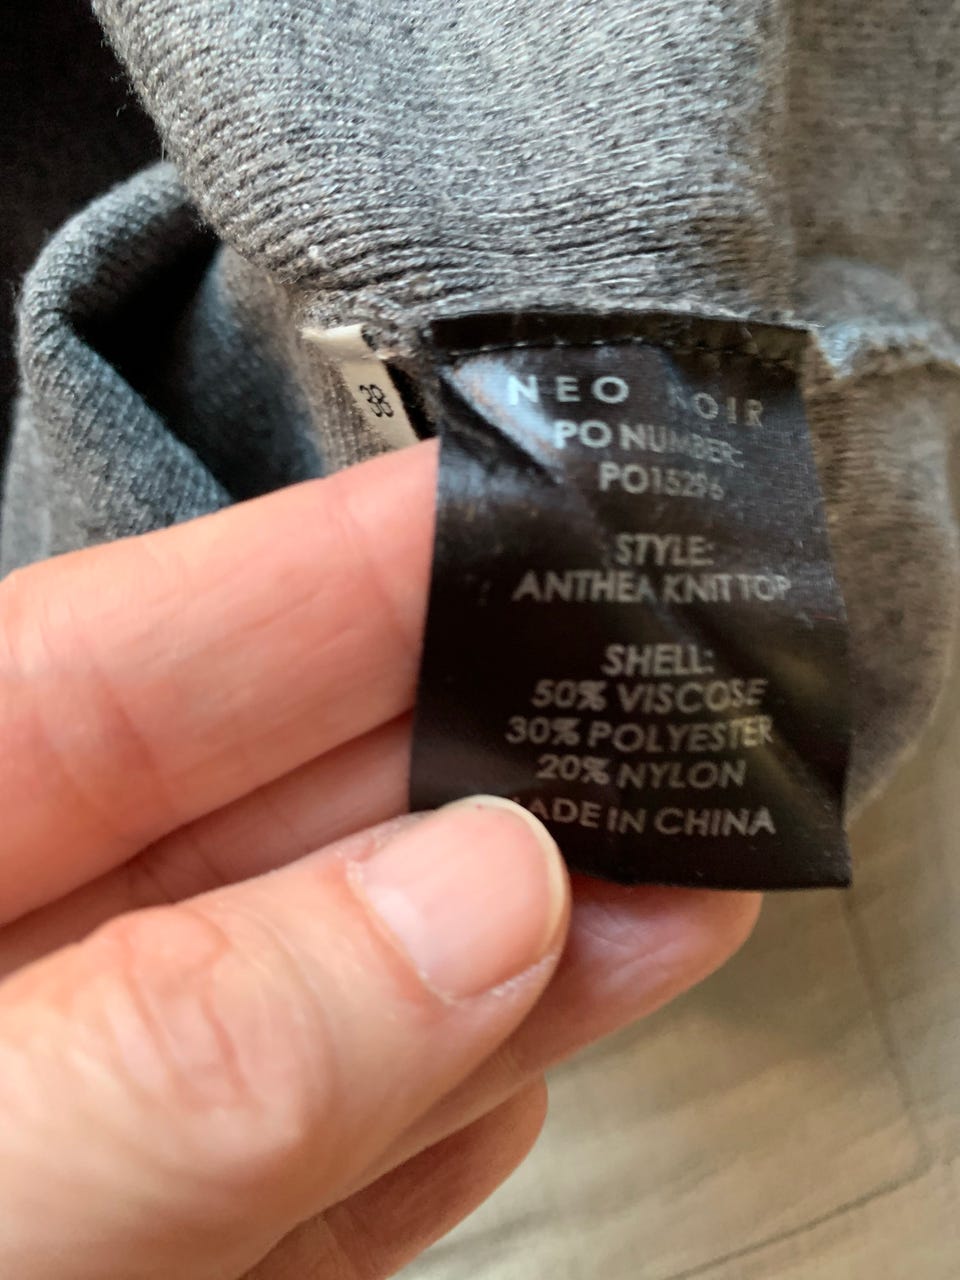 38
NEO NOIR
PO NUMBER:
PO15296
STYLE:
ANTHEA KNIT TOP
SHELL:
50% VISCOSE
30% POLYESTER
20% NYLON
MADE IN CHINA